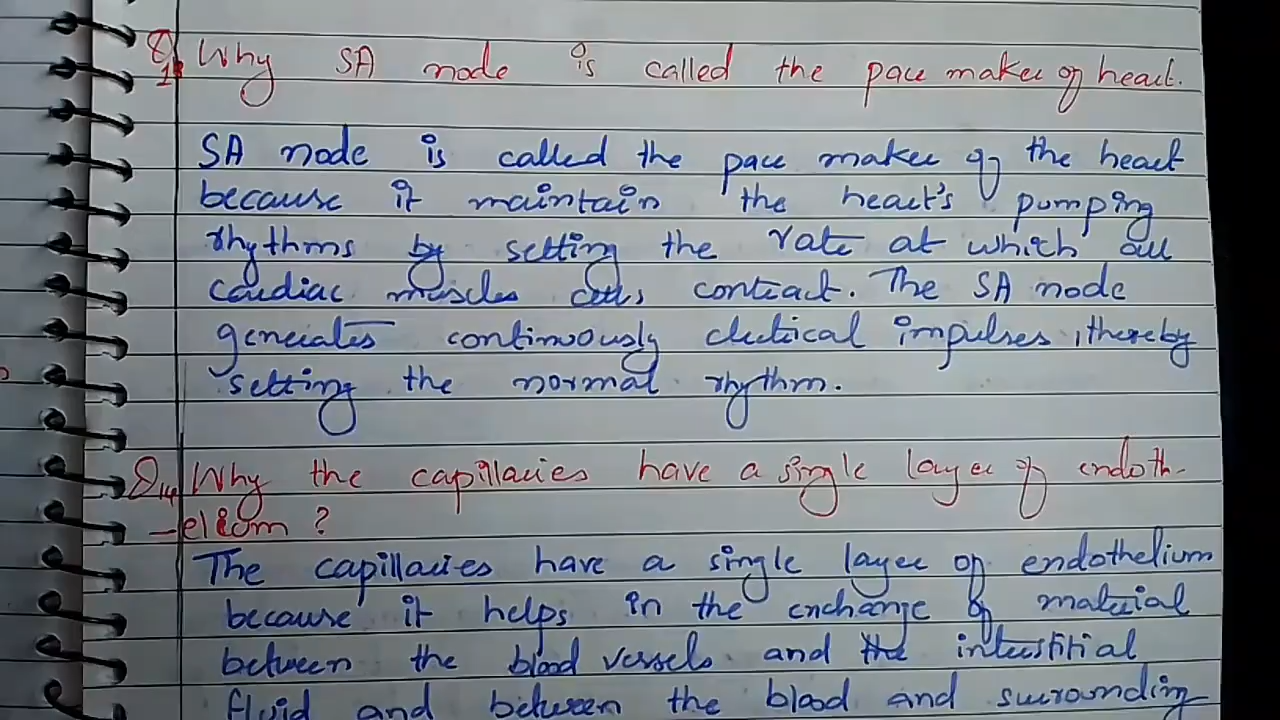 Q1 Why SA node is called the pace maker of heart.
SA node is called the pace maker of the heart
because it maintain the heart's pumping
rhythms by setting the rate at which all
cardiac muscles cells contract. The SA node
generates continuously electrical impulses, thereby
setting the normal rhythm.
Q14 Why the capillaries have a single layer of endoth-
-elium ?
The capillaries have a single layer of endothelium
because it helps in the exchange of material
between the blood vessels and the interstitial
fluid and between the blood and surrounding